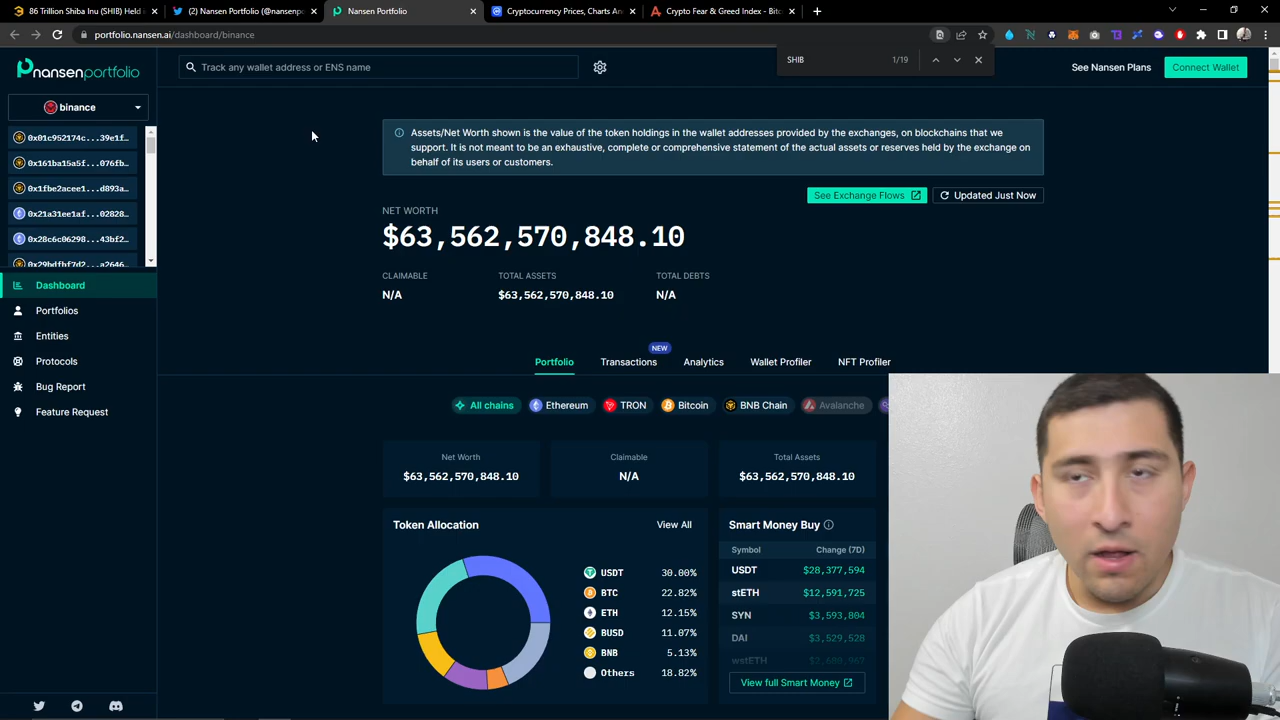 86 Trillion Shiba Inu (SHIB) Held i
(2) Nansen Portfolio (@nansenpo
Nansen Portfolio
Cryptocurrency Prices, Charts An
Crypto Fear & Greed Index - Bitc
portfolio.nansen.ai/dashboard/binance
SHIB 1/19
nansenportfolio
Track any wallet address or ENS name
See Nansen Plans
Connect Wallet
binance
0x01c952174c...39e1f...
0x161ba15a5f...076fb...
0x1fbe2acee1...d893a...
0x21a31ee1af...02828...
0x28c6c06298...43bf2...
0x29bdfbf7d2...a2646...
Dashboard
Portfolios
Entities
Protocols
Bug Report
Feature Request
Assets/Net Worth shown is the value of the token holdings in the wallet addresses provided by the exchanges, on blockchains that we
support. It is not meant to be an exhaustive, complete or comprehensive statement of the actual assets or reserves held by the exchange on
behalf of its users or customers.
See Exchange Flows
Updated Just Now
NET WORTH
$63,562,570,848.10
CLAIMABLE TOTAL ASSETS TOTAL DEBTS
N/A $63,562,570,848.10 N/A
NEW
Portfolio Transactions Analytics Wallet Profiler NFT Profiler
All chains Ethereum TRON Bitcoin BNB Chain Avalanche
Net Worth
$63,562,570,848.10
Claimable
N/A
Total Assets
$63,562,570,848.10
Token Allocation View All
USDT 30.00%
BTC 22.82%
ETH 12.15%
BUSD 11.07%
BNB 5.13%
Others 18.82%
Smart Money Buy
Symbol Change (7D)
USDT $28,377,594
stETH $12,591,725
SYN $3,593,804
DAI $3,529,528
wstETH $2,600,967
View full Smart Money